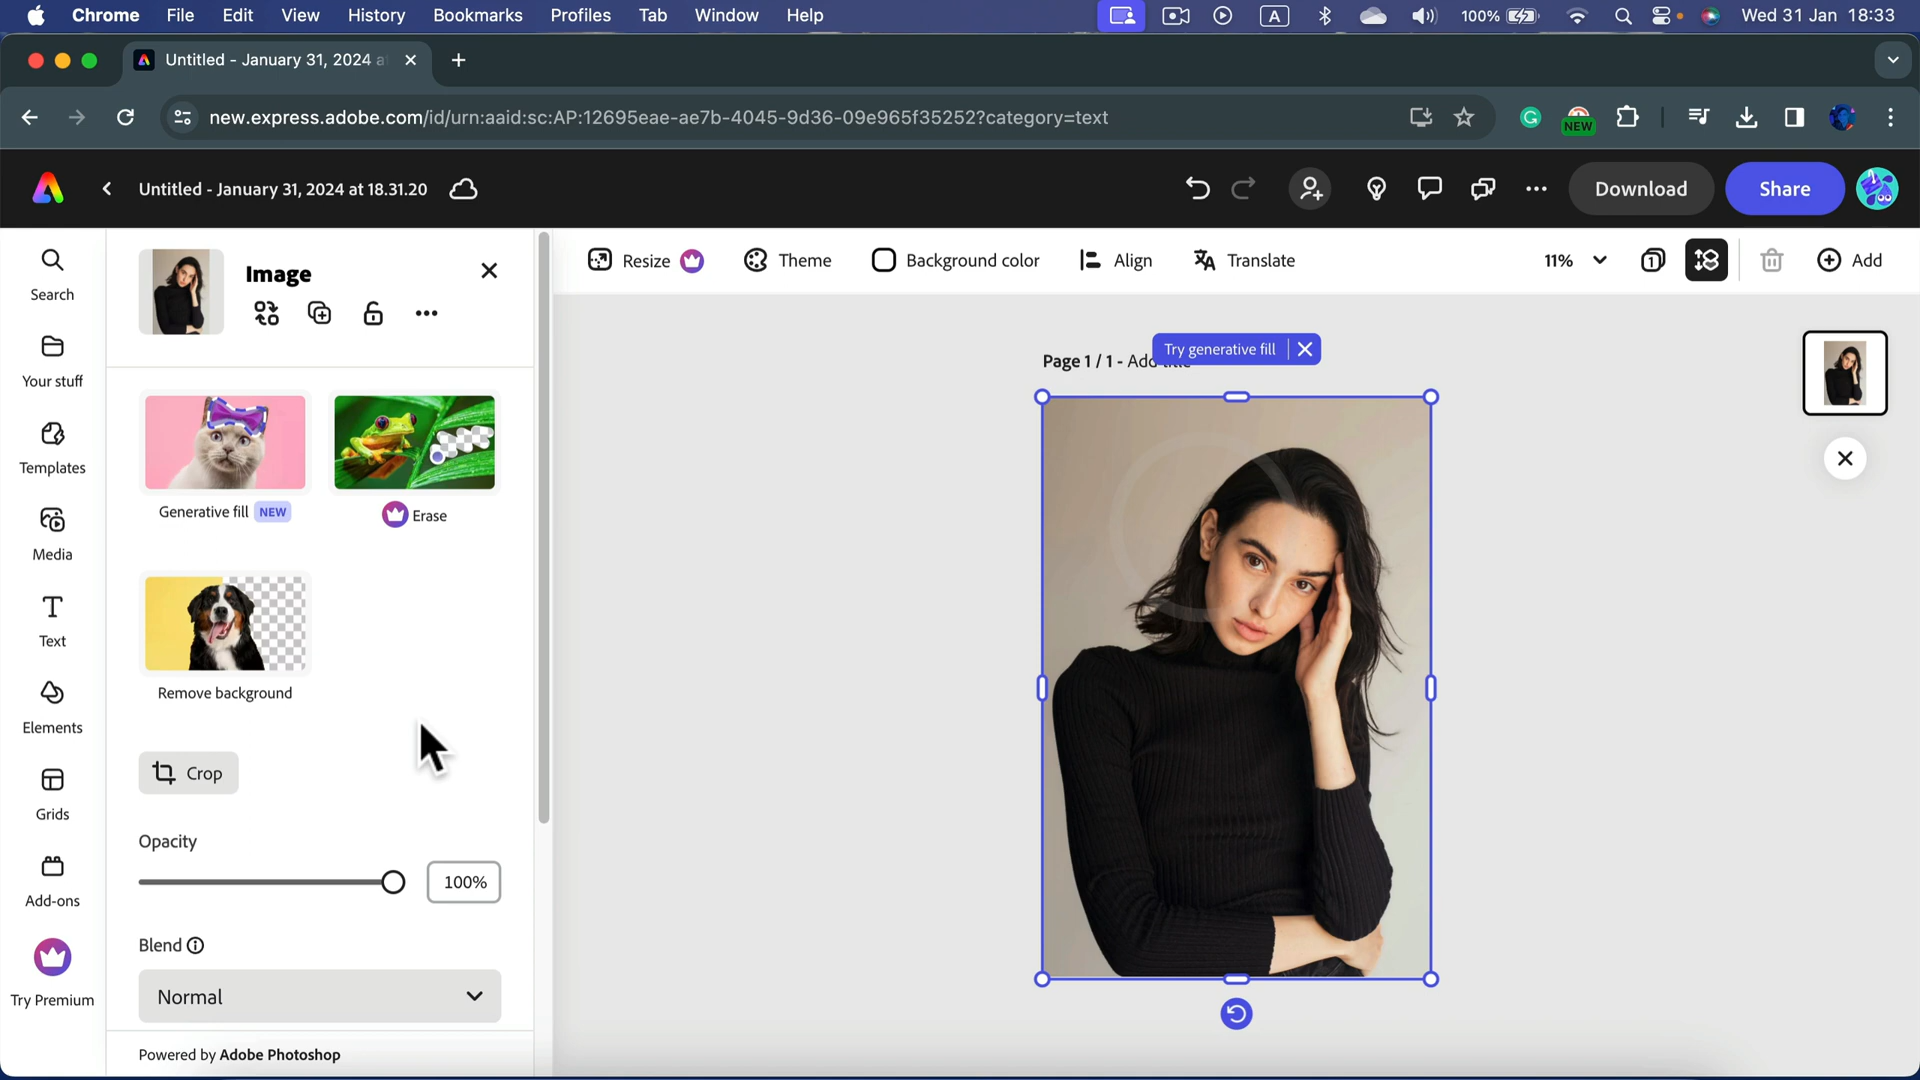 Chrome File Edit View History Bookmarks Profiles Tab Window Help A 100% Wed 31 Jan 18:33
Untitled - January 31, 2024 a
new.express.adobe.com/id/urn:aaid:sc:AP:12695eae-ae7b-4045-9d36-09e965f35252?category=text NEW
Untitled - January 31, 2024 at 18.31.20 Download Share
Search
Your stuff
Templates
Media
Text
Elements
Grids
Add-ons
Try Premium
Image
Generative fill NEW
Erase
Remove background
Crop
Opacity
100%
Blend
Normal
Powered by Adobe Photoshop
Resize Theme Background color Align Translate 11% 1 Add
Try generative fill
Page 1 / 1 - Add title